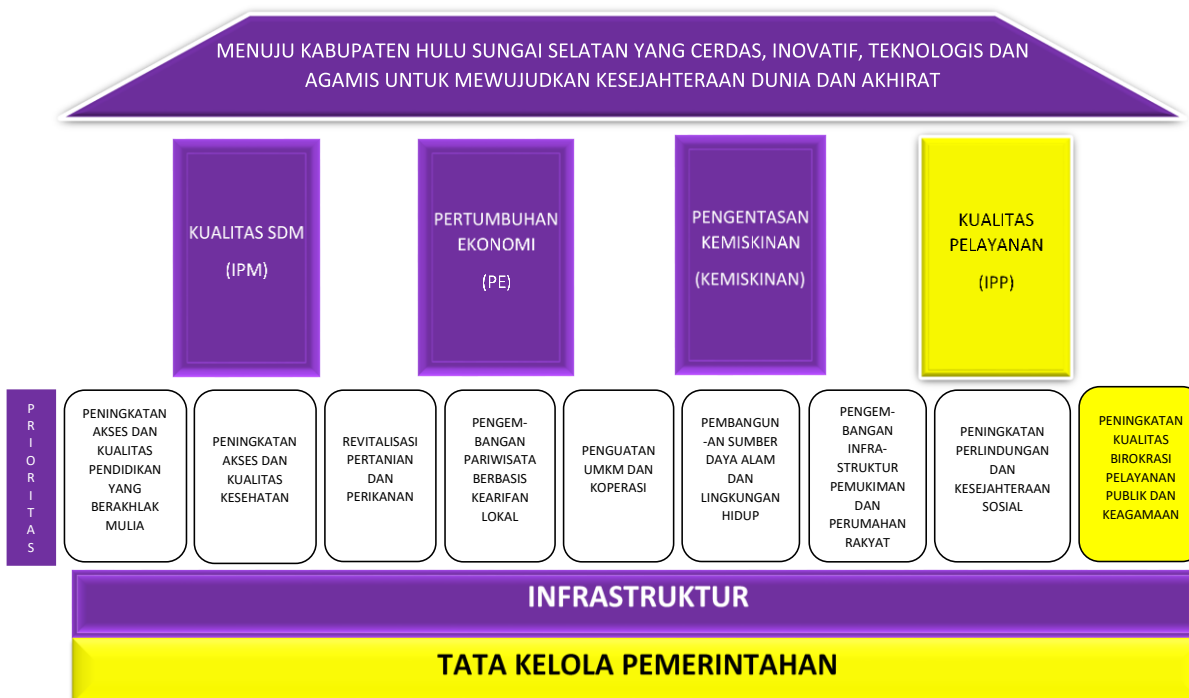 MENUJU KABUPATEN HULU SUNGAI SELATAN YANG CERDAS, INOVATIF, TEKNOLOGIS DAN
AGAMIS UNTUK MEWUJUDKAN KESEJAHTERAAN DUNIA DAN AKHIRAT
KUALITAS SDM
(IPM)
PERTUMBUHAN
EKONOMI
(PE)
PENGENTASAN
KEMISKINAN
(KEMISKINAN)
KUALITAS
PELAYANAN
(IPP)
P
R
I
O
R
I
T
A
S
PENINGKATAN
AKSES DAN
KUALITAS
PENDIDIKAN
YANG
BERAKHLAK
MULIA
PENINGKATAN
AKSES DAN
KUALITAS
KESEHATAN
REVITALISASI
PERTANIAN
DAN
PERIKANAN
PENGEM-
BANGAN
PARIWISATA
BERBASIS
KEARIFAN
LOKAL
PENGUATAN
UMKM DAN
KOPERASI
PEMBANGUN
-AN SUMBER
DAYA ALAM
DAN
LINGKUNGAN
HIDUP
PENGEM-
BANGAN
INFRA-
STRUKTUR
PEMUKIMAN
DAN
PERUMAHAN
RAKYAT
PENINGKATAN
PERLINDUNGAN
DAN
KESEJAHTERAAN
SOSIAL
PENINGKATAN
KUALITAS
BIROKRASI
PELAYANAN
PUBLIK DAN
KEAGAMAAN
INFRASTRUKTUR
TATA KELOLA PEMERINTAHAN